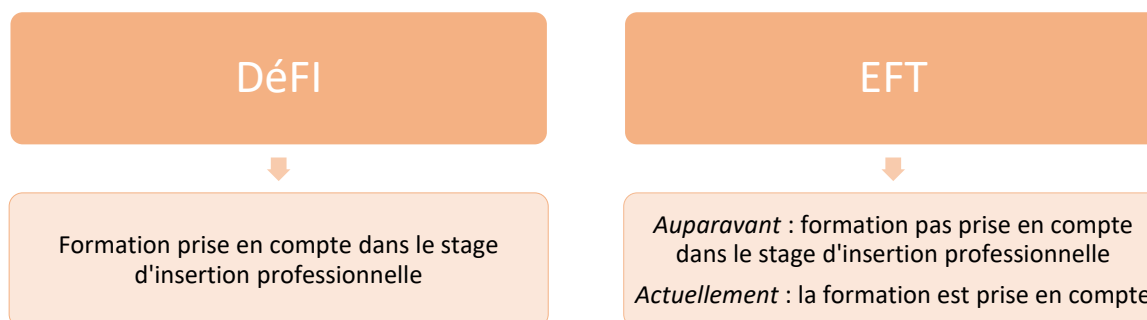 DéFI
Formation prise en compte dans le stage
d'insertion professionnelle
EFT
Auparavant : formation pas prise en compte
dans le stage d'insertion professionnelle
Actuellement : la formation est prise en compte